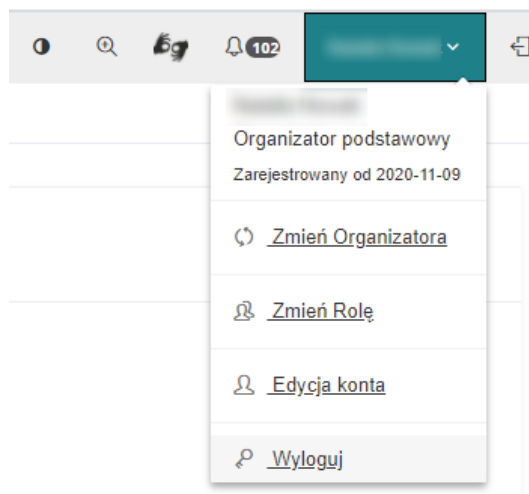 102
Organizator podstawowy
Zarejestrowany od 2020-11-09
Zmień Organizatora
Zmień Rolę
Edycja konta
Wyloguj